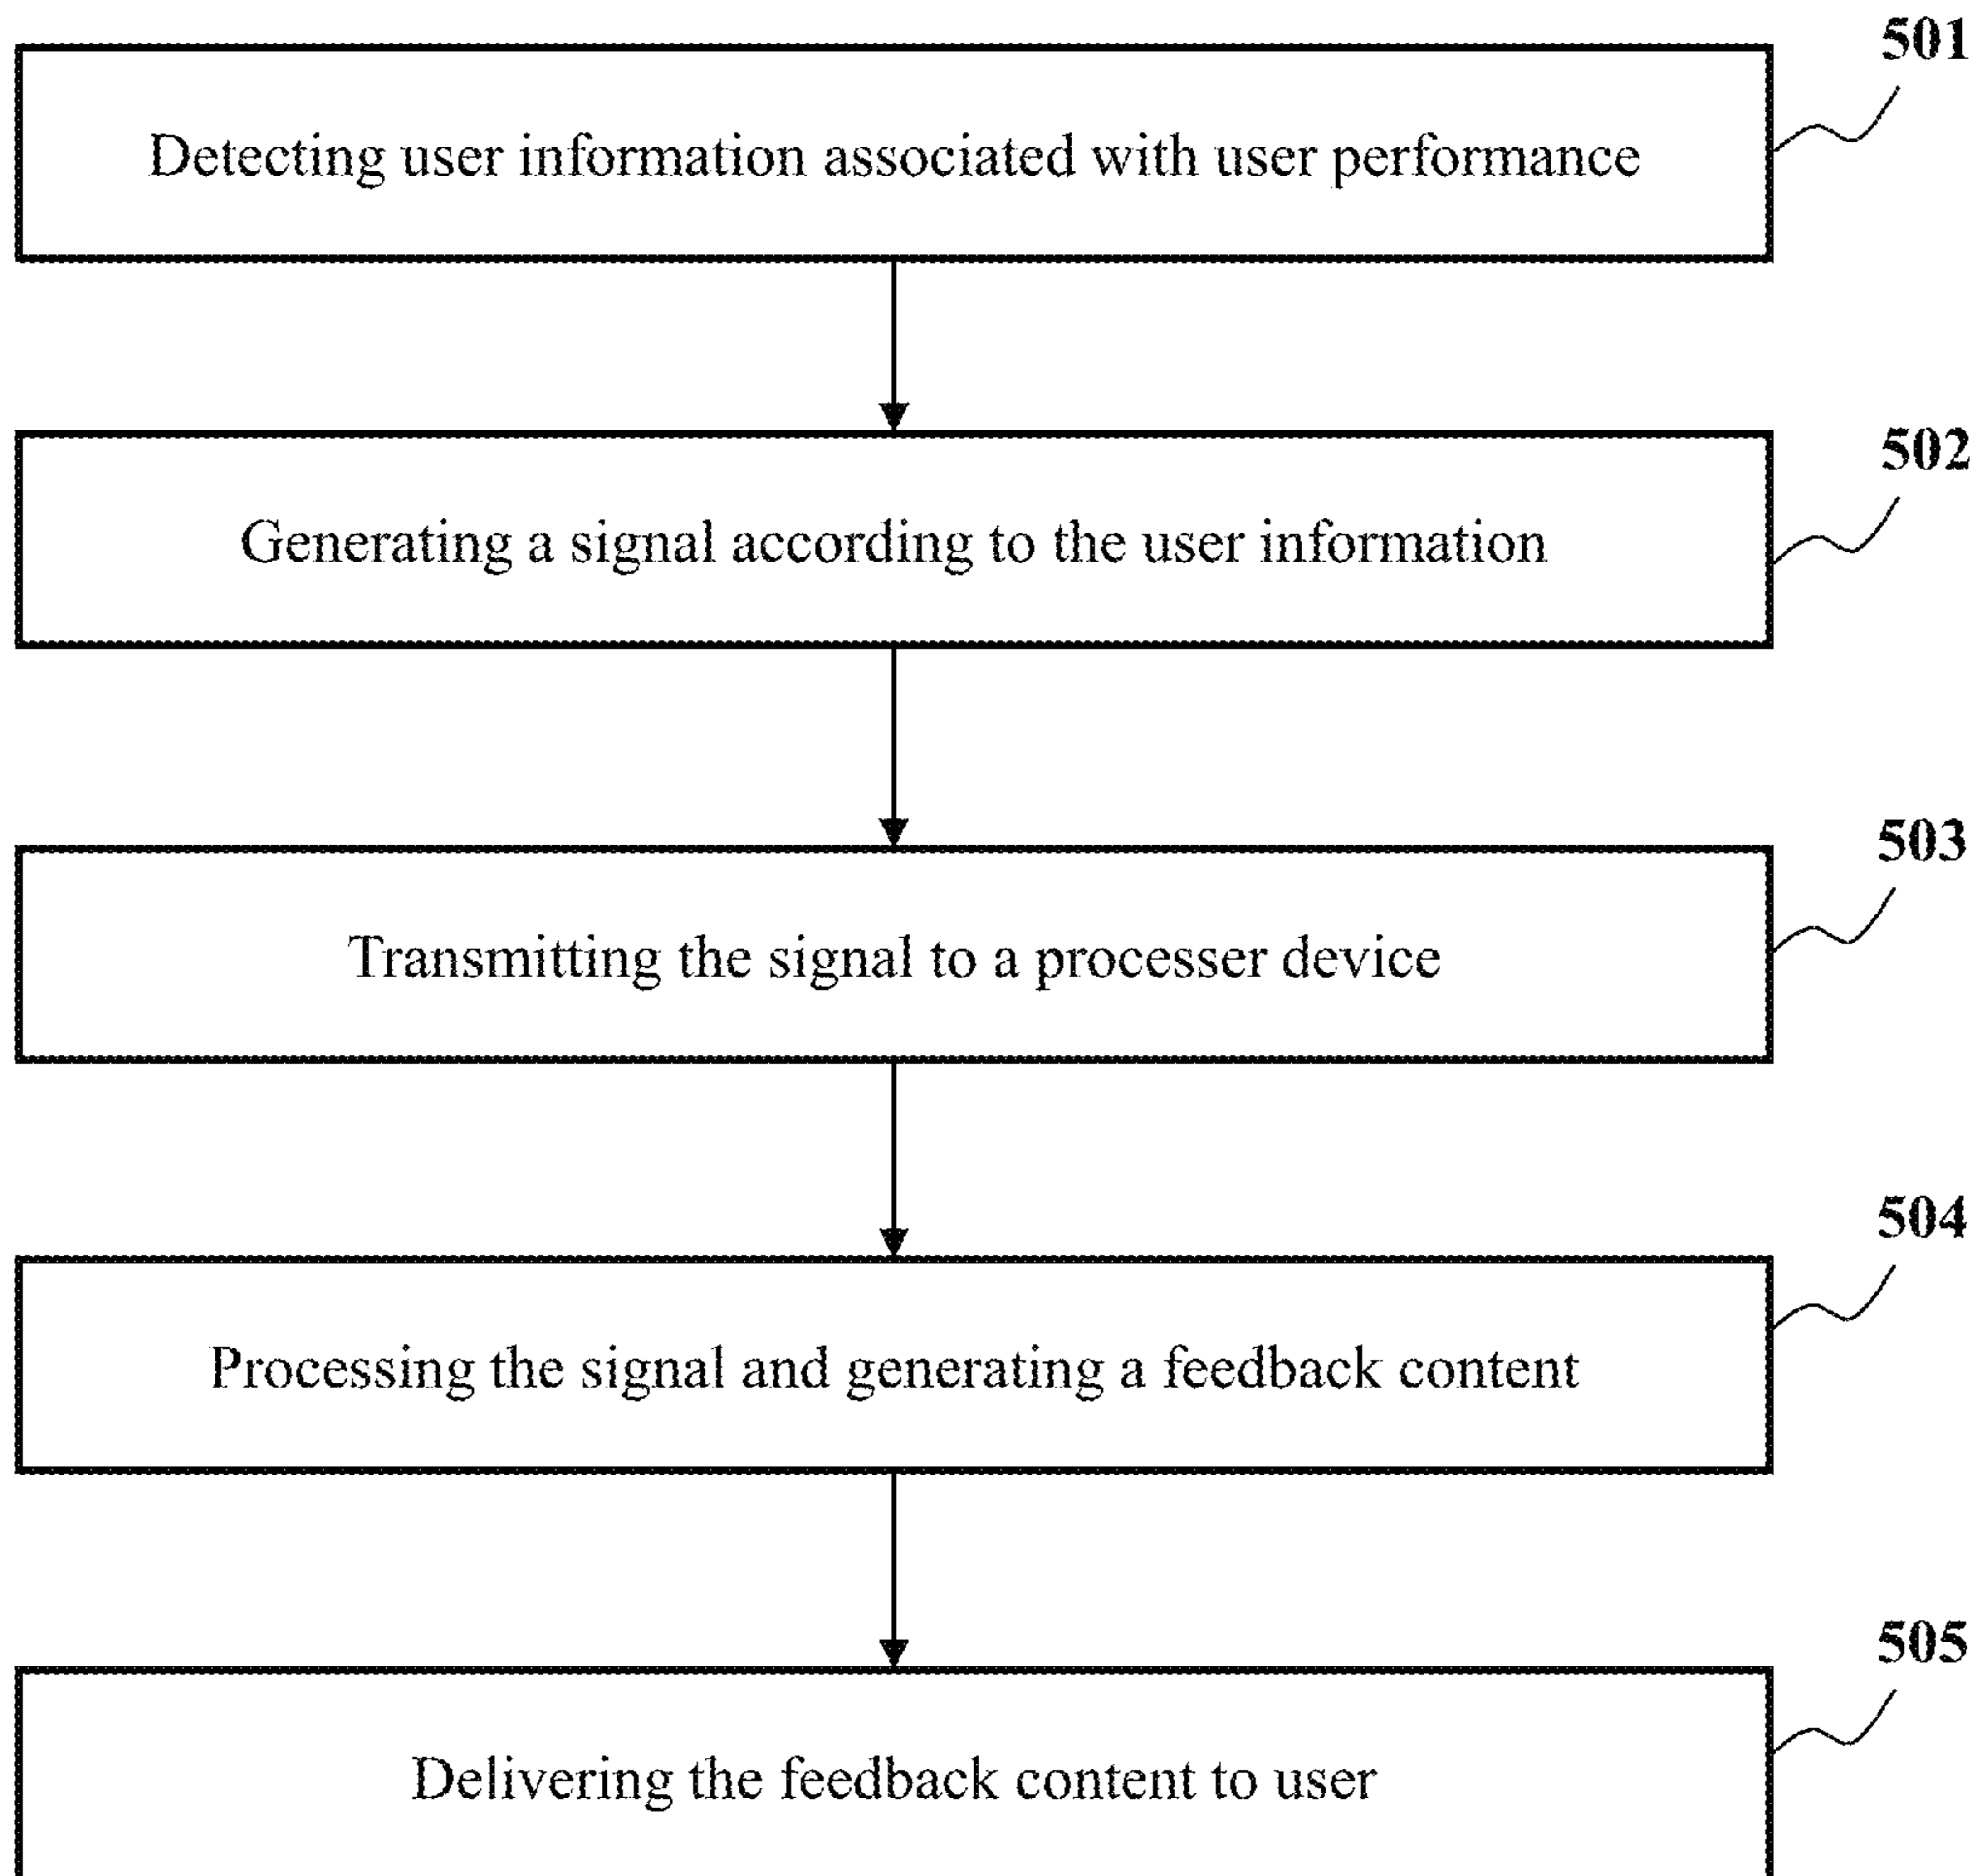 501
Detecting user information associated with user performance
502
Generating a signal according to the user information
503
Transmitting the signal to a processer device
504
Processing the signal and generating a feedback content
505
Delivering the feedback content to user